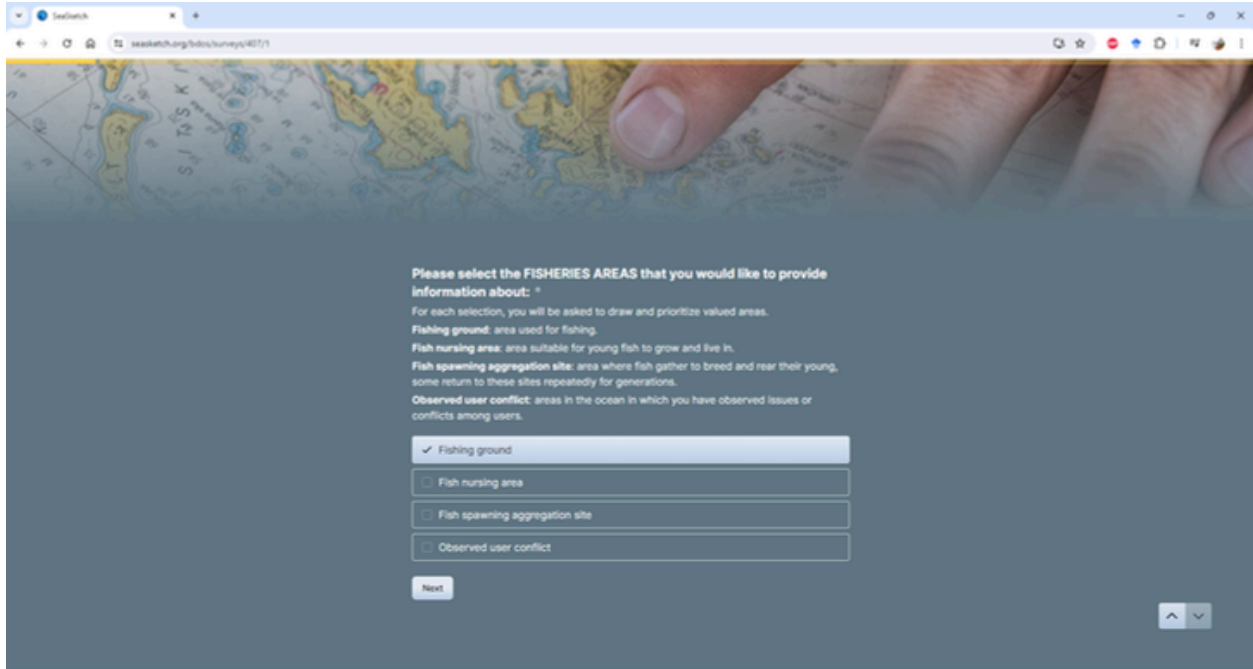 SeaSketch
seasketch.org/bdos/surveys/407/1
S I T S K
Please select the FISHERIES AREAS that you would like to provide
information about: *
For each selection, you will be asked to draw and prioritize valued areas.
Fishing ground: area used for fishing.
Fish nursing area: area suitable for young fish to grow and live in.
Fish spawning aggregation site: area where fish gather to breed and rear their young,
some return to these sites repeatedly for generations.
Observed user conflict: areas in the ocean in which you have observed issues or
conflicts among users.
Fishing ground
Fish nursing area
Fish spawning aggregation site
Observed user conflict
Next